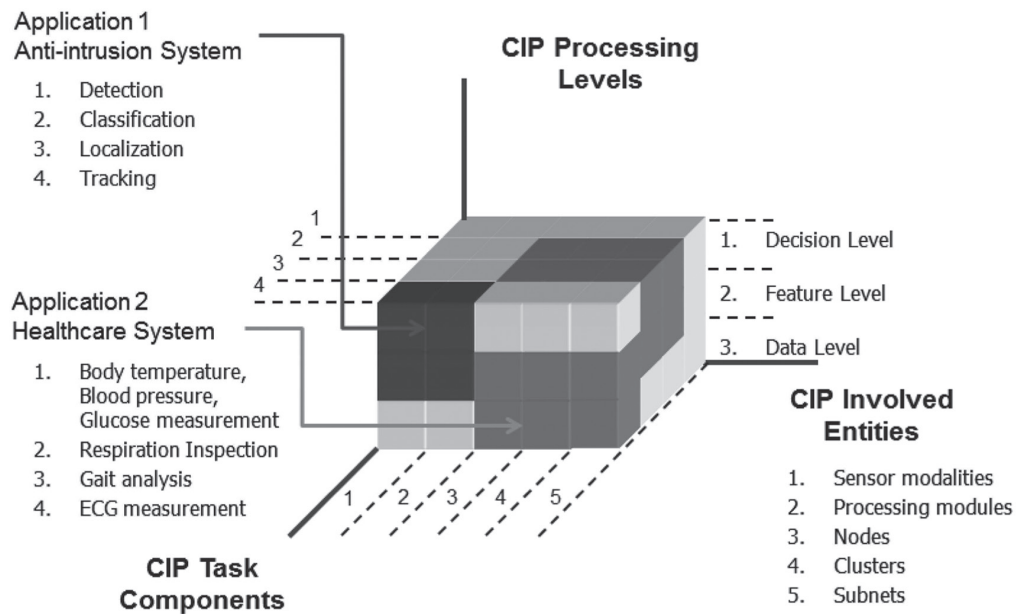 Application 1
Anti-intrusion System
1. Detection
2. Classification
3. Localization
4. Tracking
CIP Processing
Levels
1
2
3
4
1. Decision Level
2. Feature Level
3. Data Level
Application 2
Healthcare System
1. Body temperature,
Blood pressure,
Glucose measurement
2. Respiration Inspection
3. Gait analysis
4. ECG measurement
1 2 3 4 5
CIP Task
Components
CIP Involved
Entities
1. Sensor modalities
2. Processing modules
3. Nodes
4. Clusters
5. Subnets